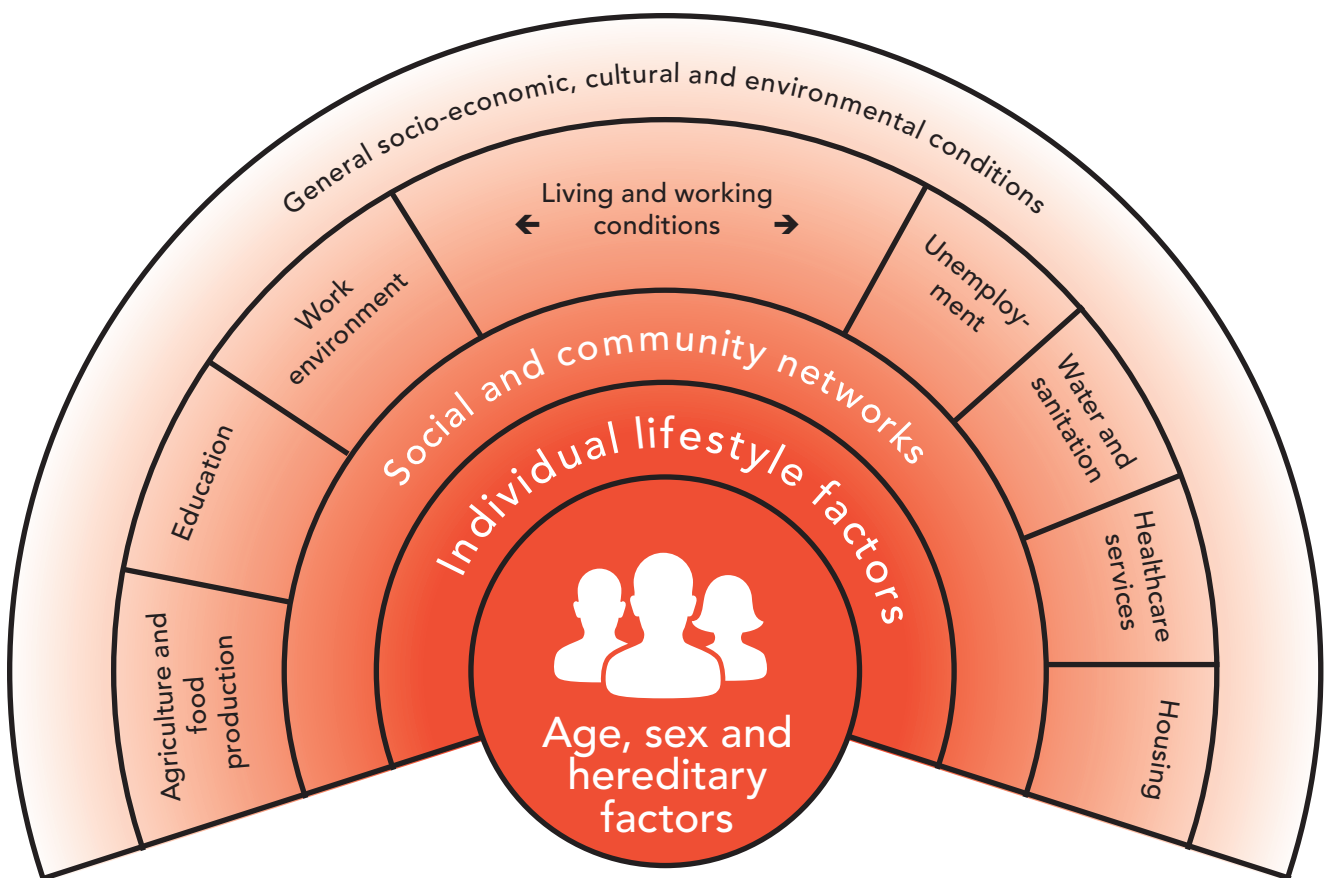 General socio-economic, cultural and environmental conditions
Living and working
conditions
Agriculture and
food
production
Education
Work
environment
Unemploy-
ment
Water and
sanitation
Healthcare
services
Housing
Social and community networks
Individual lifestyle factors
Age, sex and
hereditary
factors